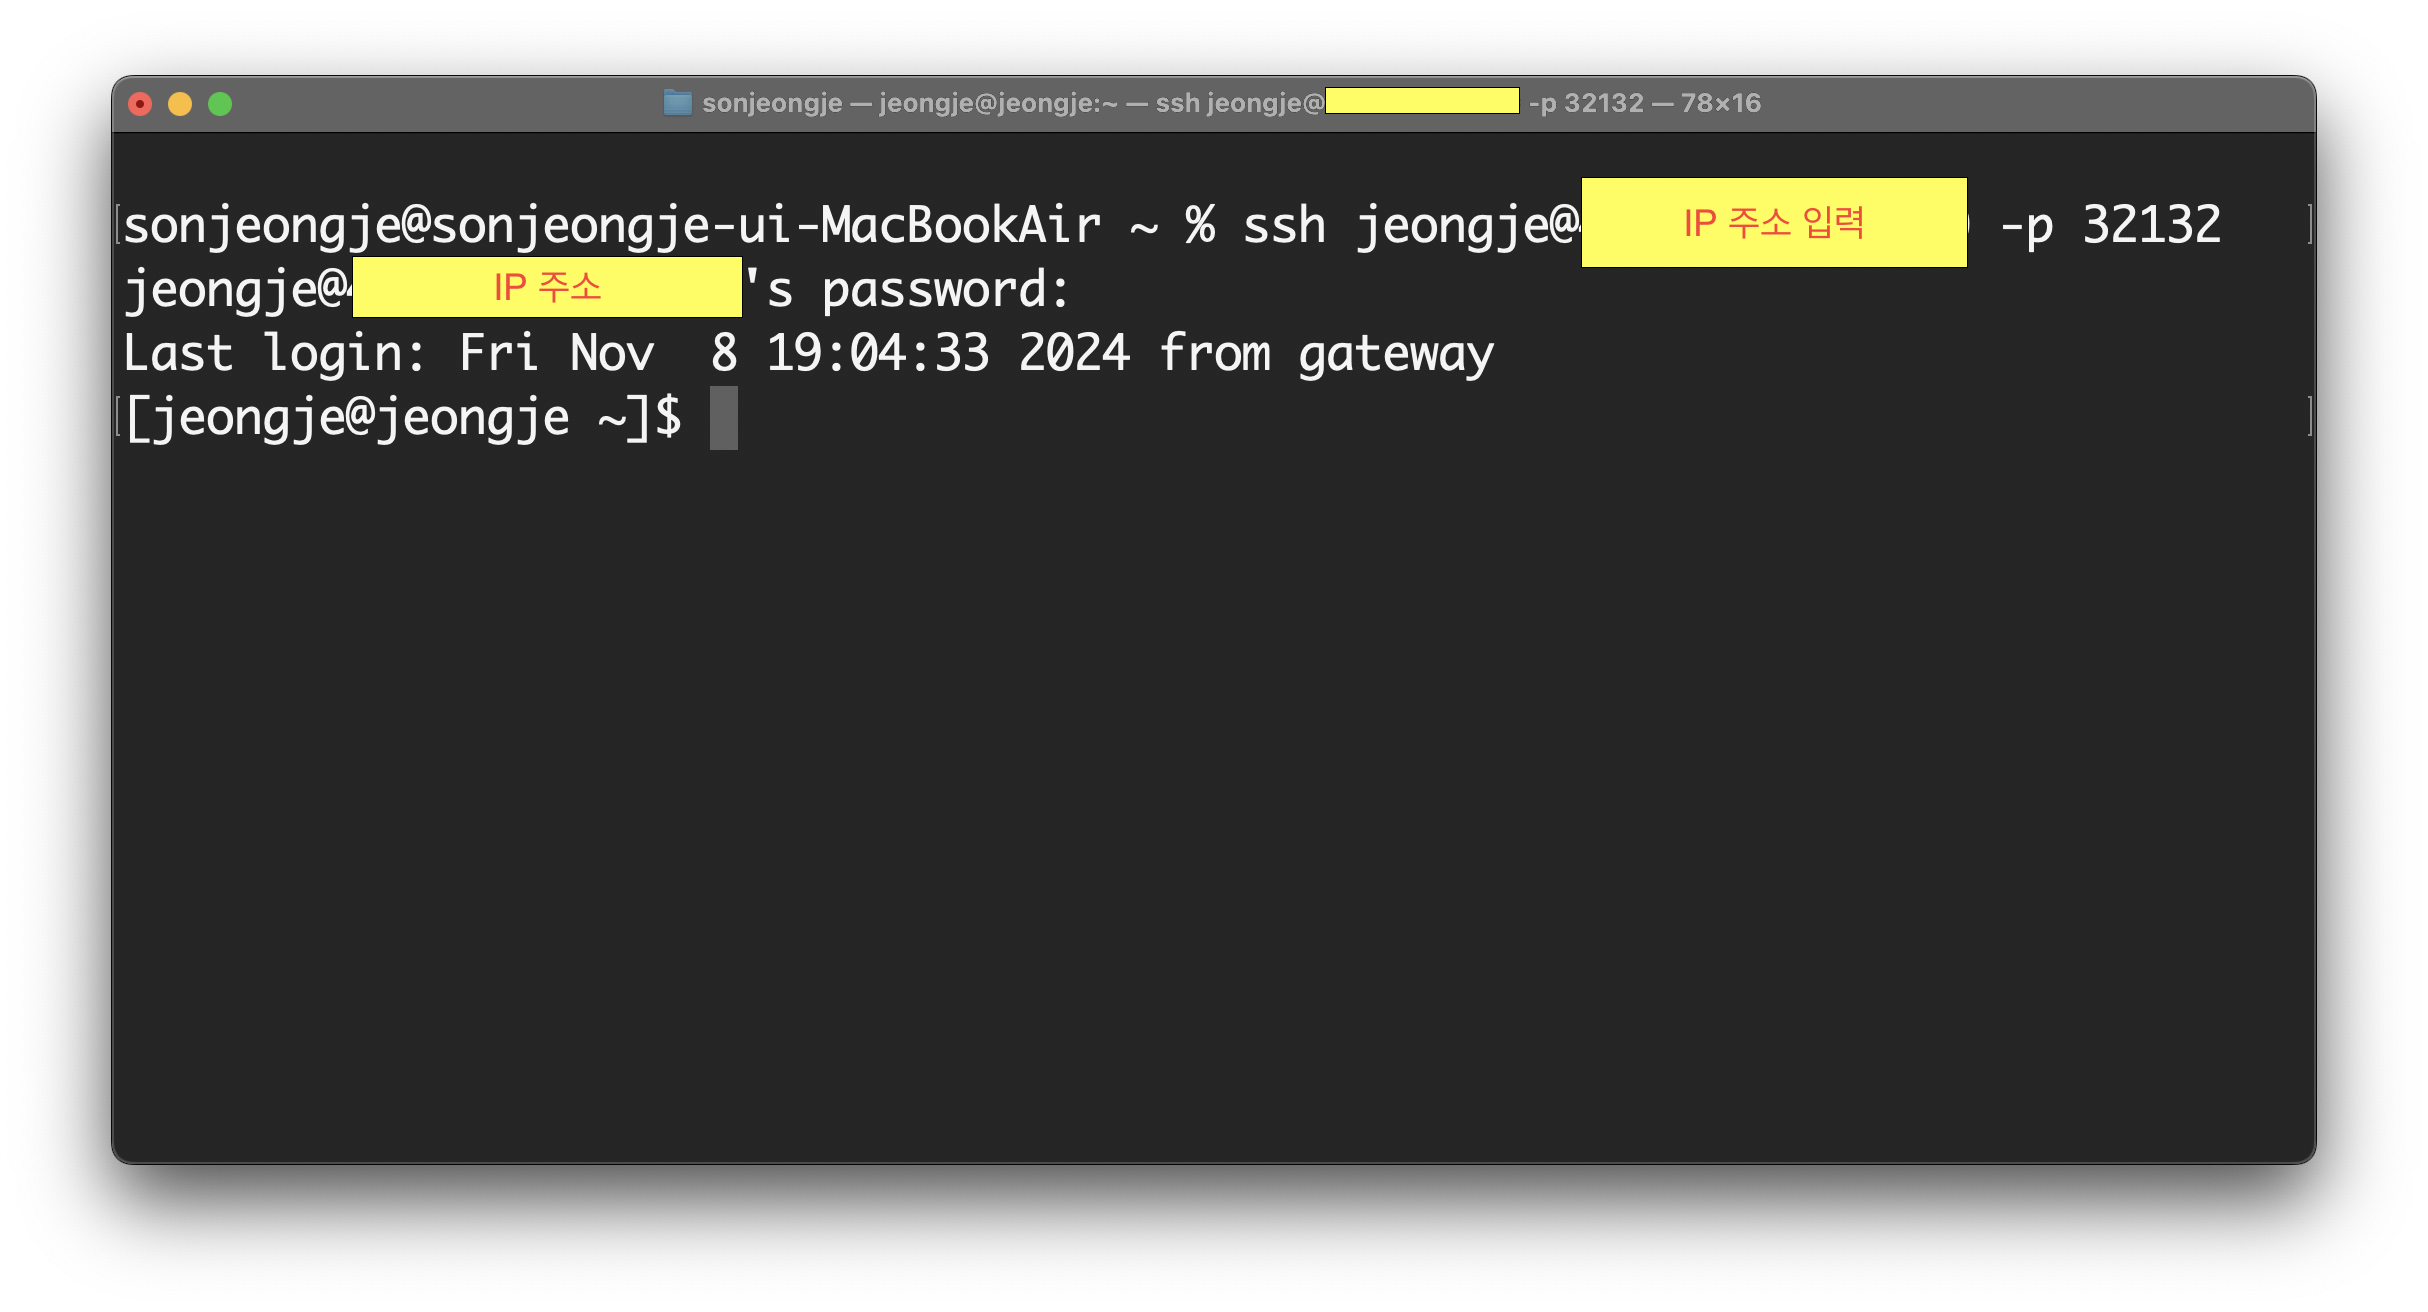 sonjeongje — jeongje@jeongje:~ — ssh jeongje@ -p 32132 — 78×16
sonjeongje@sonjeongje-ui-MacBookAir ~ % ssh jeongje@ IP 주소 입력 -p 32132
jeongje@ IP 주소 's password:
Last login: Fri Nov  8 19:04:33 2024 from gateway
[jeongje@jeongje ~]$